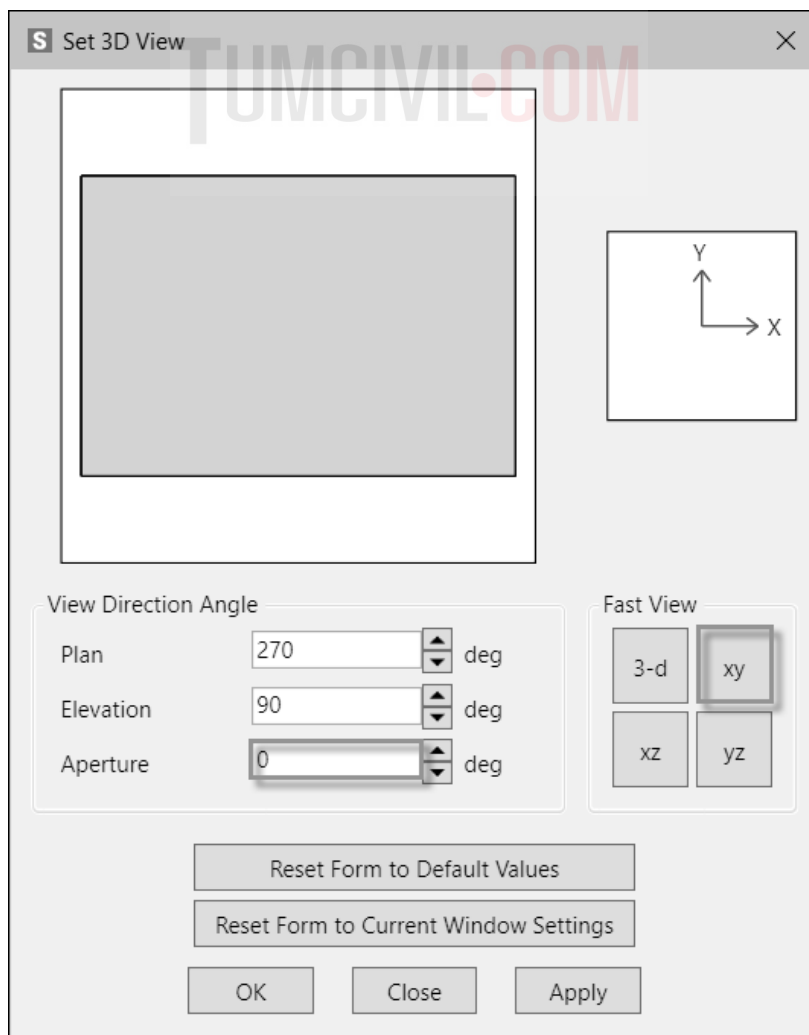 S Set 3D View
TUMCIVIL•COM
Y
X
View Direction Angle
Plan 270 deg
Elevation 90 deg
Aperture 0 deg
Fast View
3-d xy
xz yz
Reset Form to Default Values
Reset Form to Current Window Settings
OK Close Apply